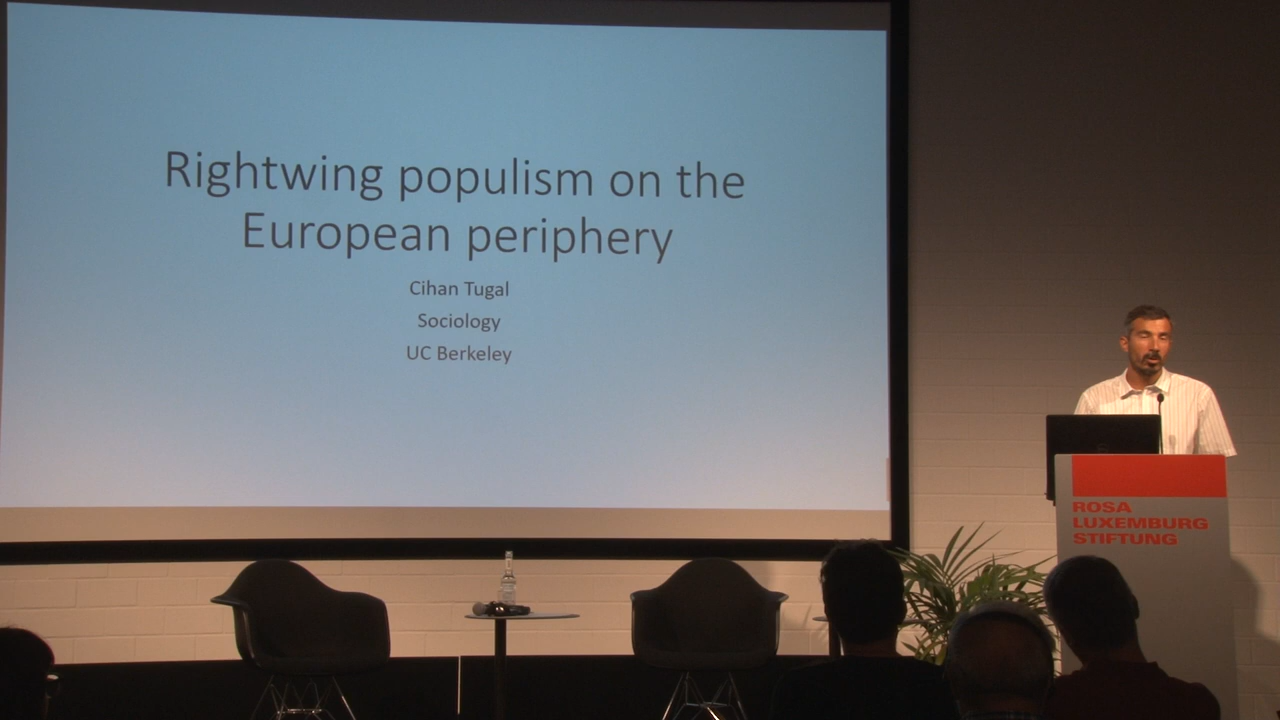 Rightwing populism on the
European periphery
Cihan Tugal
Sociology
UC Berkeley
ROSA
LUXEMBURG
STIFTUNG